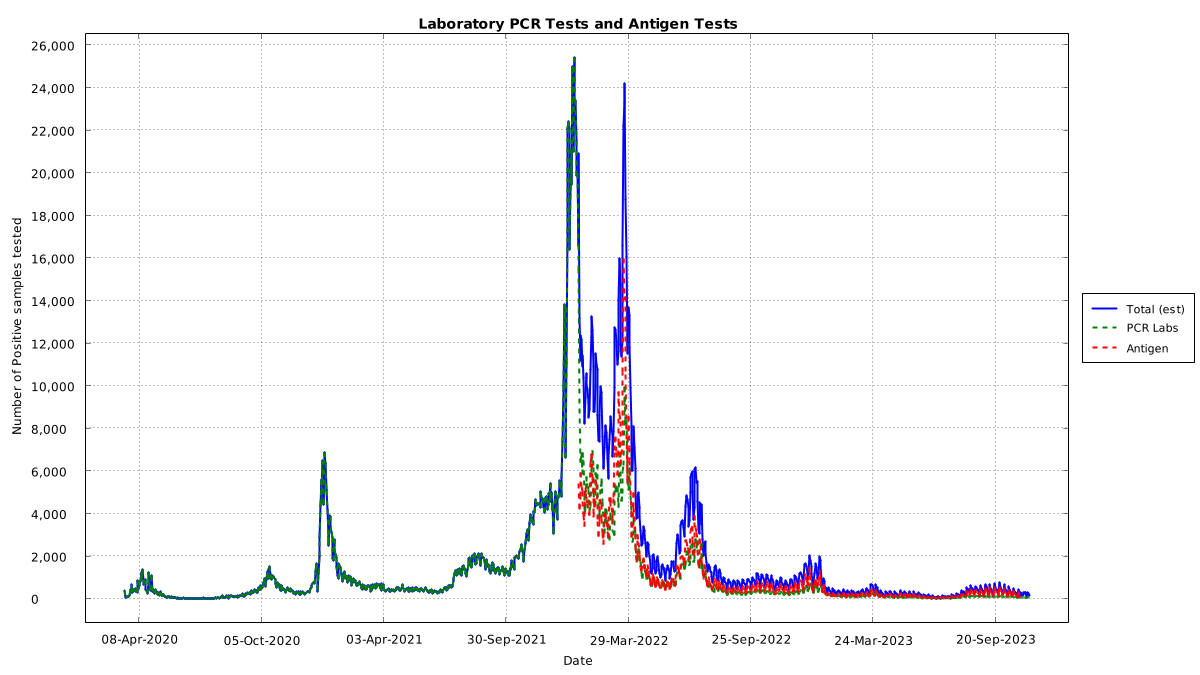 Laboratory PCR Tests and Antigen Tests
26,000
24,000
22,000
20,000
18,000
16,000
14,000
12,000
10,000
8,000
6,000
4,000
2,000
0
Number of Positive samples tested
08-Apr-2020
05-Oct-2020
03-Apr-2021
30-Sep-2021
29-Mar-2022
25-Sep-2022
24-Mar-2023
20-Sep-2023
Date
Total (est)
PCR Labs
Antigen